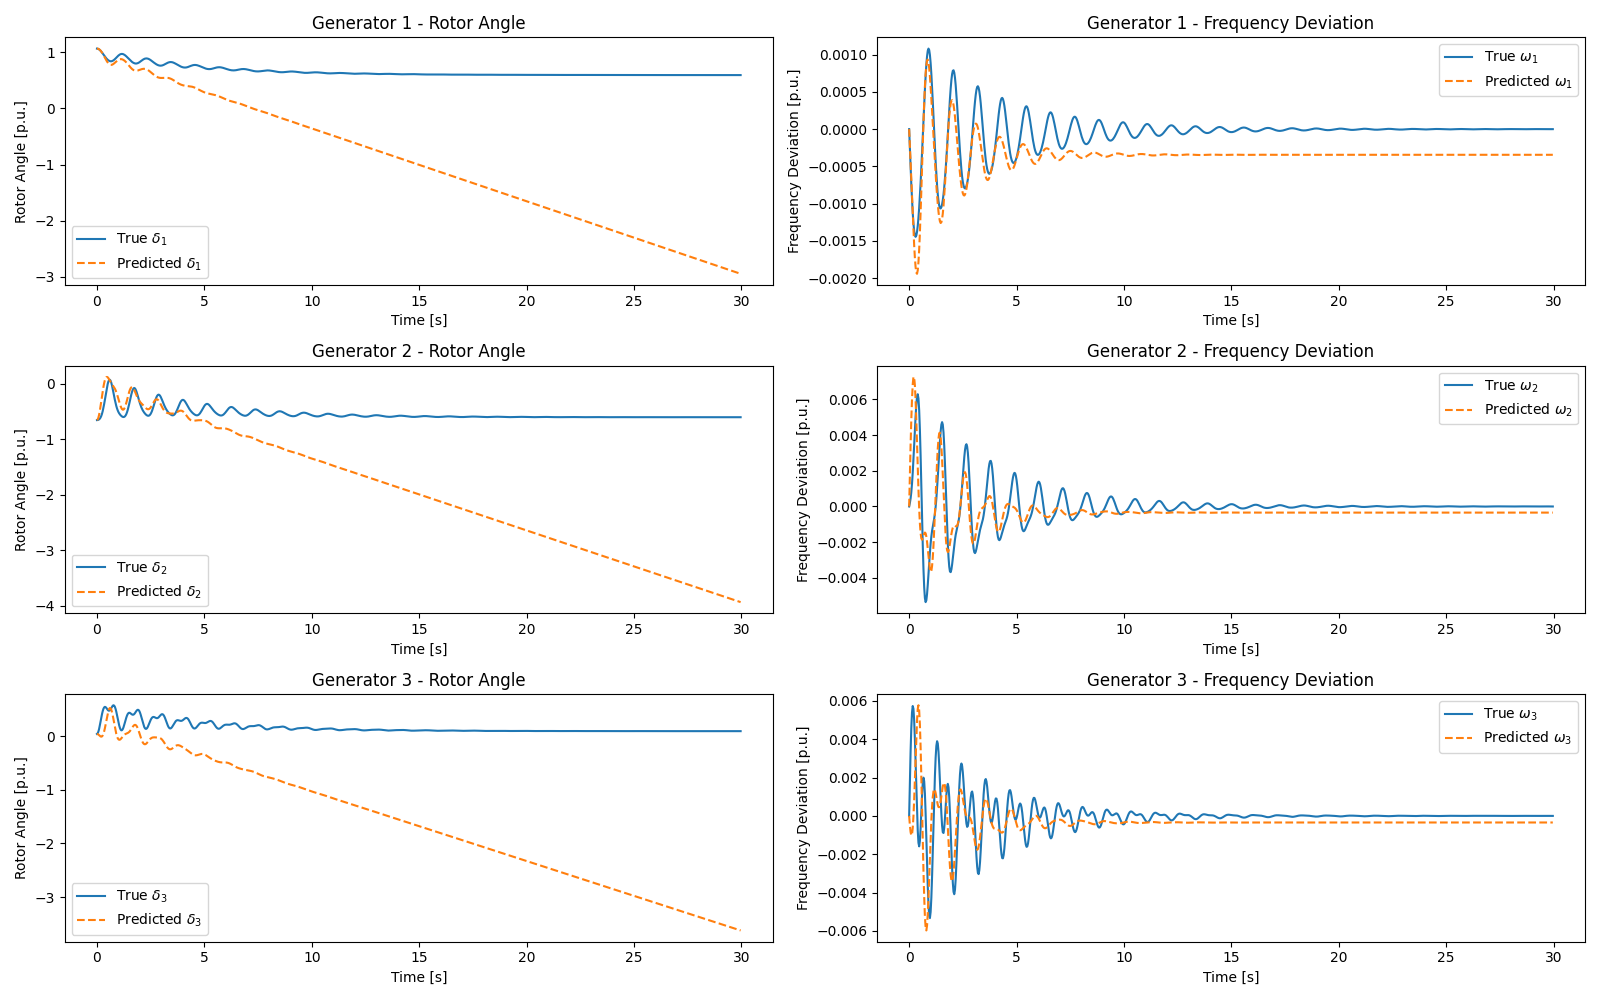 Generator 1 - Rotor Angle
Rotor Angle [p.u.]
1
0
−1
−2
−3
True δ1
Predicted δ1
0 5 10 15 20 25 30
Time [s]
Generator 1 - Frequency Deviation
Frequency Deviation [p.u.]
0.0010
0.0005
0.0000
−0.0005
−0.0010
−0.0015
−0.0020
True ω1
Predicted ω1
0 5 10 15 20 25 30
Time [s]
Generator 2 - Rotor Angle
Rotor Angle [p.u.]
0
−1
−2
−3
−4
True δ2
Predicted δ2
0 5 10 15 20 25 30
Time [s]
Generator 2 - Frequency Deviation
Frequency Deviation [p.u.]
0.006
0.004
0.002
0.000
−0.002
−0.004
True ω2
Predicted ω2
0 5 10 15 20 25 30
Time [s]
Generator 3 - Rotor Angle
Rotor Angle [p.u.]
0
−1
−2
−3
True δ3
Predicted δ3
0 5 10 15 20 25 30
Time [s]
Generator 3 - Frequency Deviation
Frequency Deviation [p.u.]
0.006
0.004
0.002
0.000
−0.002
−0.004
−0.006
True ω3
Predicted ω3
0 5 10 15 20 25 30
Time [s]